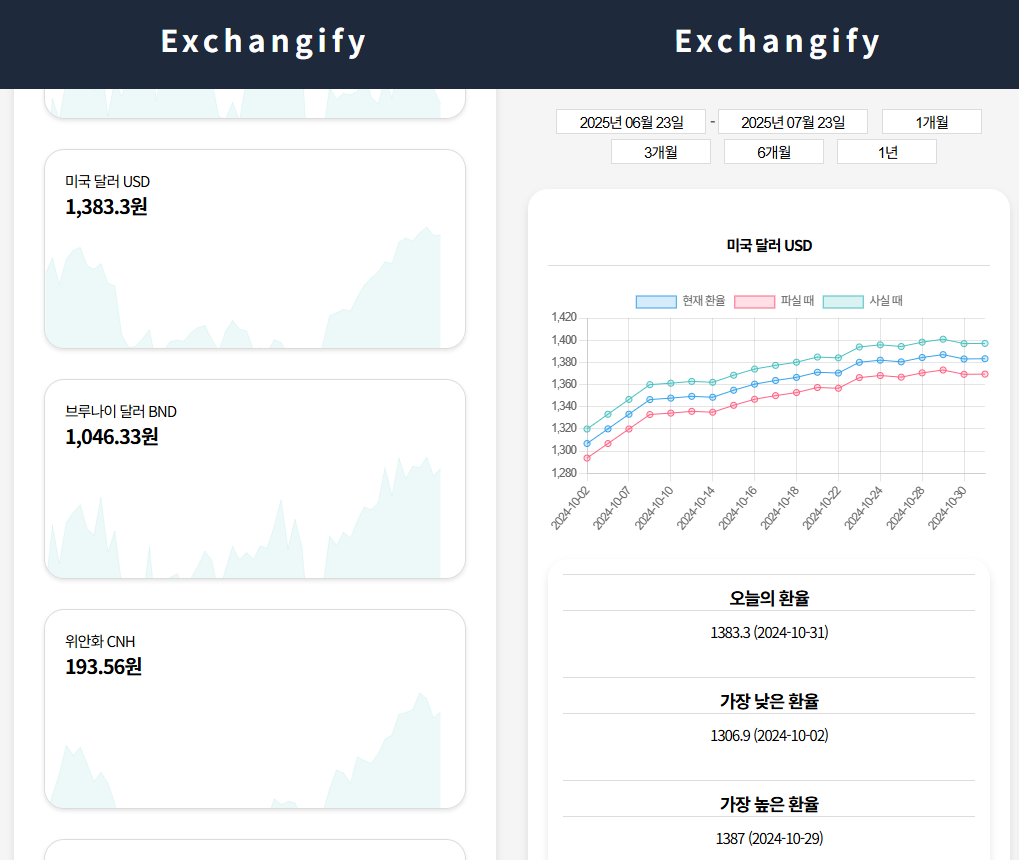 Exchangify
미국 달러 USD
1,383.3원
브루나이 달러 BND
1,046.33원
위안화 CNH
193.56원
Exchangify
2025년 06월 23일 - 2025년 07월 23일 1개월
3개월 6개월 1년
미국 달러 USD
현재 환율 파실 때 사실 때
1,420
1,400
1,380
1,360
1,340
1,320
1,300
1,280
2024-10-02 2024-10-07 2024-10-10 2024-10-14 2024-10-16 2024-10-18 2024-10-22 2024-10-24 2024-10-28 2024-10-30
오늘의 환율
1383.3 (2024-10-31)
가장 낮은 환율
1306.9 (2024-10-02)
가장 높은 환율
1387 (2024-10-29)